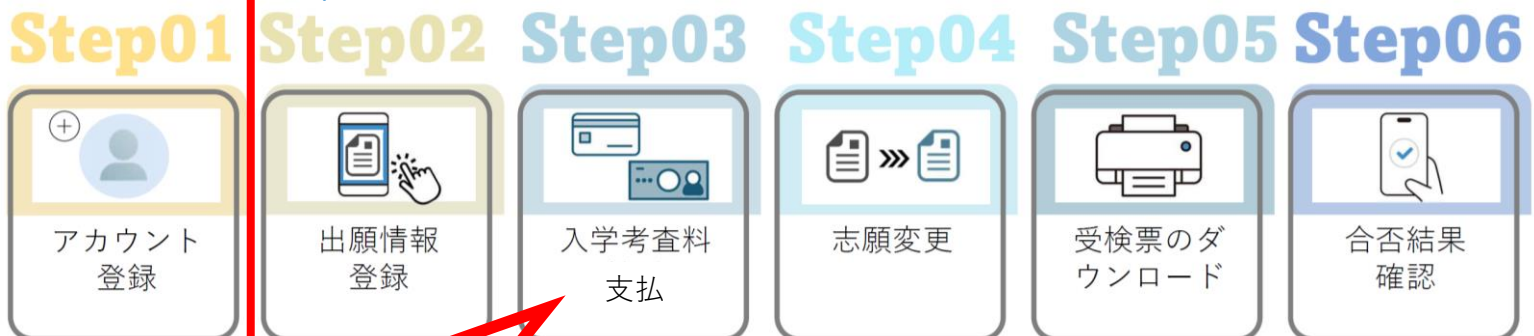 Step01
Step02
Step03
Step04
Step05
Step06
アカウント
登録
出願情報
登録
入学考査料
支払
志願変更
受検票のダ
ウンロード
合否結果
確認